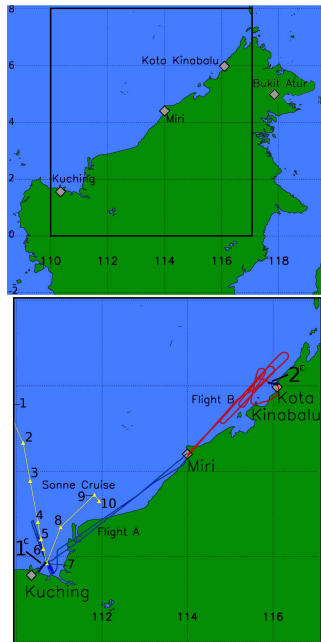 8
Kota Kinabalu
6
Bukit Atur
4
Miri
2
Kuching
0
110 112 114 116 118
-2
2c
Flight B
Kota
Kinabalu
1
2
Miri
3
Sonne Cruise
9
10
4
8
Flight A
5
1c
6
7
Kuching
112 114 116